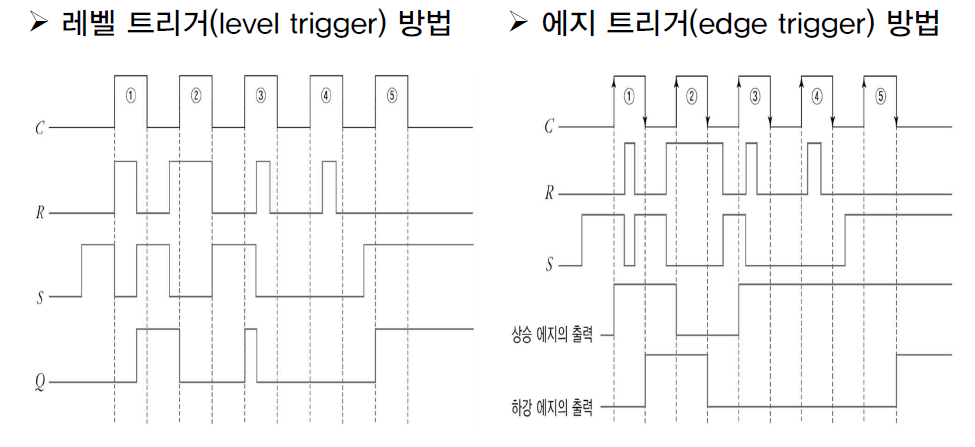 ➢ 레벨 트리거(level trigger) 방법
C
① ② ③ ④ ⑤
R
S
Q
➢ 에지 트리거(edge trigger) 방법
C
① ② ③ ④ ⑤
R
S
상승 에지의 출력
하강 에지의 출력